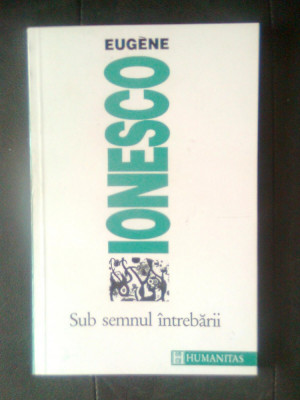 EUGÈNE
IONESCO
Sub semnul întrebării
HUMANITAS